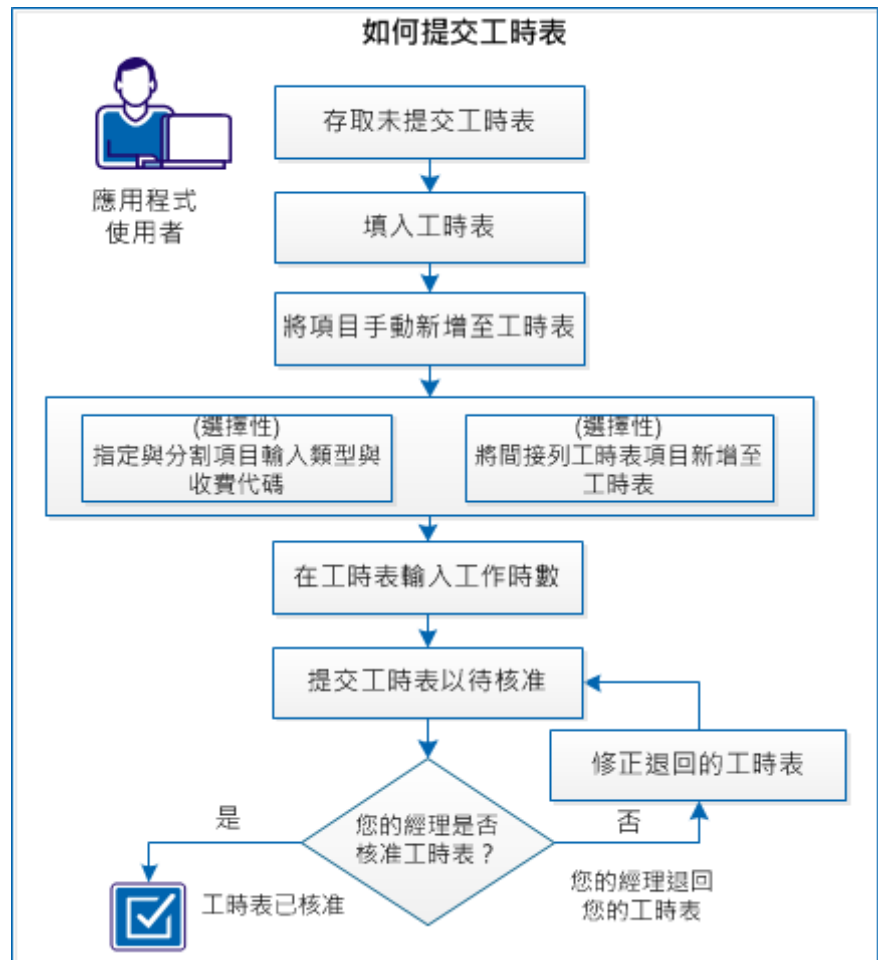 如何提交工時表
存取未提交工時表
應用程式
使用者
填入工時表
將項目手動新增至工時表
(選擇性)
指定與分割項目輸入類型與
收費代碼
(選擇性)
將間接列工時表項目新增至
工時表
在工時表輸入工作時數
提交工時表以待核准
修正退回的工時表
是
您的經理是否
核准工時表？
否
工時表已核准
您的經理退回
您的工時表